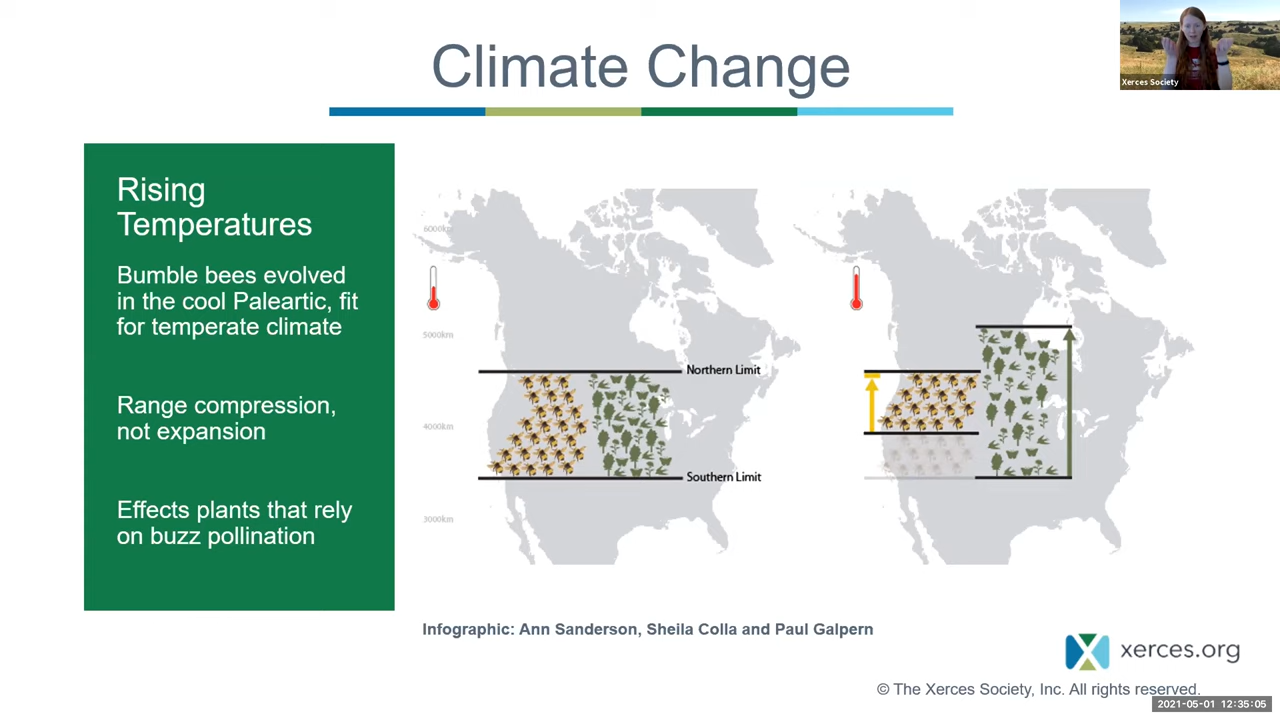 Climate Change
Xerces Society
Rising
Temperatures
Bumble bees evolved
in the cool Paleartic, fit
for temperate climate
Range compression,
not expansion
Effects plants that rely
on buzz pollination
6000km
5000km
4000km
3000km
Northern Limit
Southern Limit
Infographic: Ann Sanderson, Sheila Colla and Paul Galpern
xerces.org
© The Xerces Society, Inc. All rights reserved.
2021-05-01 12:35:05